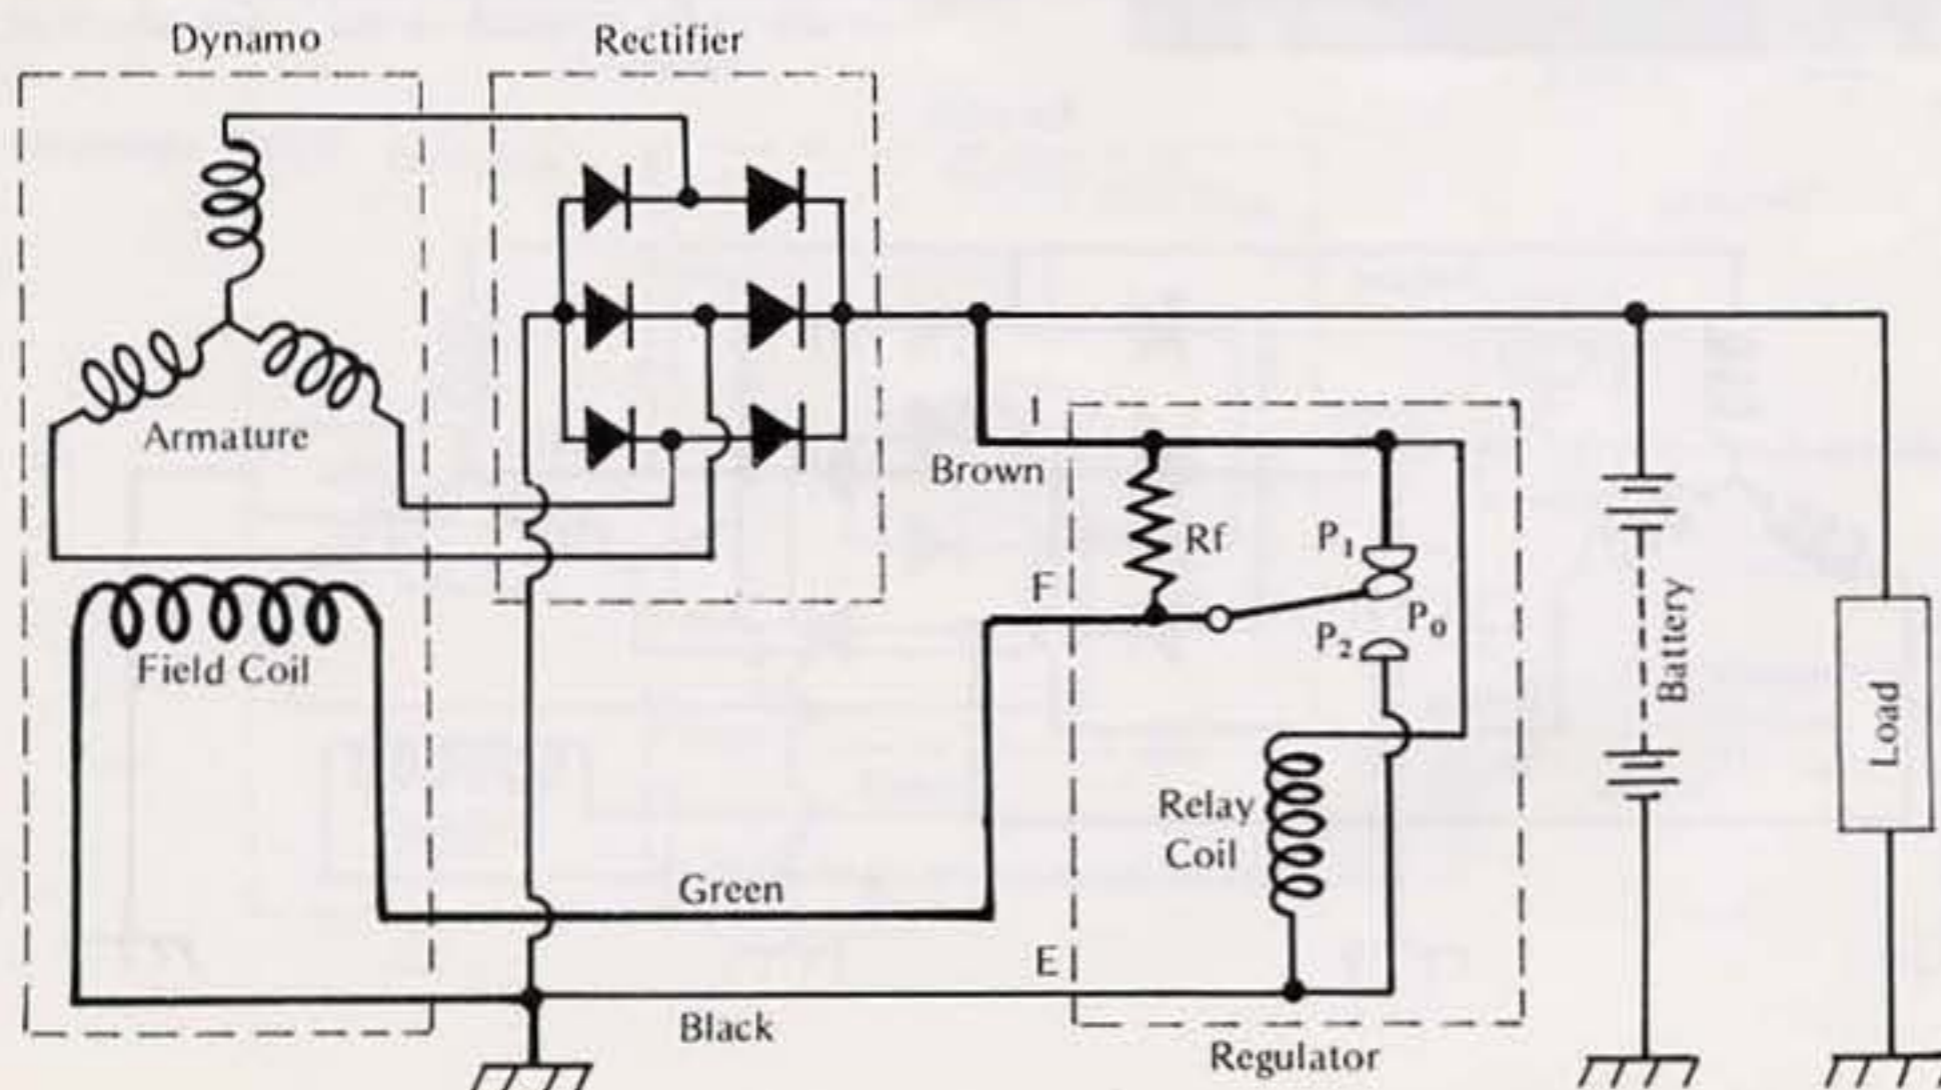 Dynamo
Rectifier
Armature
I
Brown
Rf
P₁
F
P₀
P₂
Field Coil
Battery
Load
Relay
Coil
Green
E
Black
Regulator